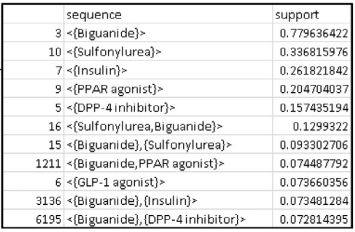 sequence support
3 <{Biguanide}> 0.779636422
10 <{Sulfonylurea}> 0.336815976
7 <{Insulin}> 0.261821842
9 <{PPAR agonist}> 0.204704037
5 <{DPP-4 inhibitor}> 0.157435194
16 <{Sulfonylurea,Biguanide}> 0.1299322
15 <{Biguanide},{Sulfonylurea}> 0.093302706
1211 <{Biguanide,PPAR agonist}> 0.074487792
6 <{GLP-1 agonist}> 0.073660356
3136 <{Biguanide},{Insulin}> 0.073481284
6195 <{Biguanide},{DPP-4 inhibitor}> 0.072814395